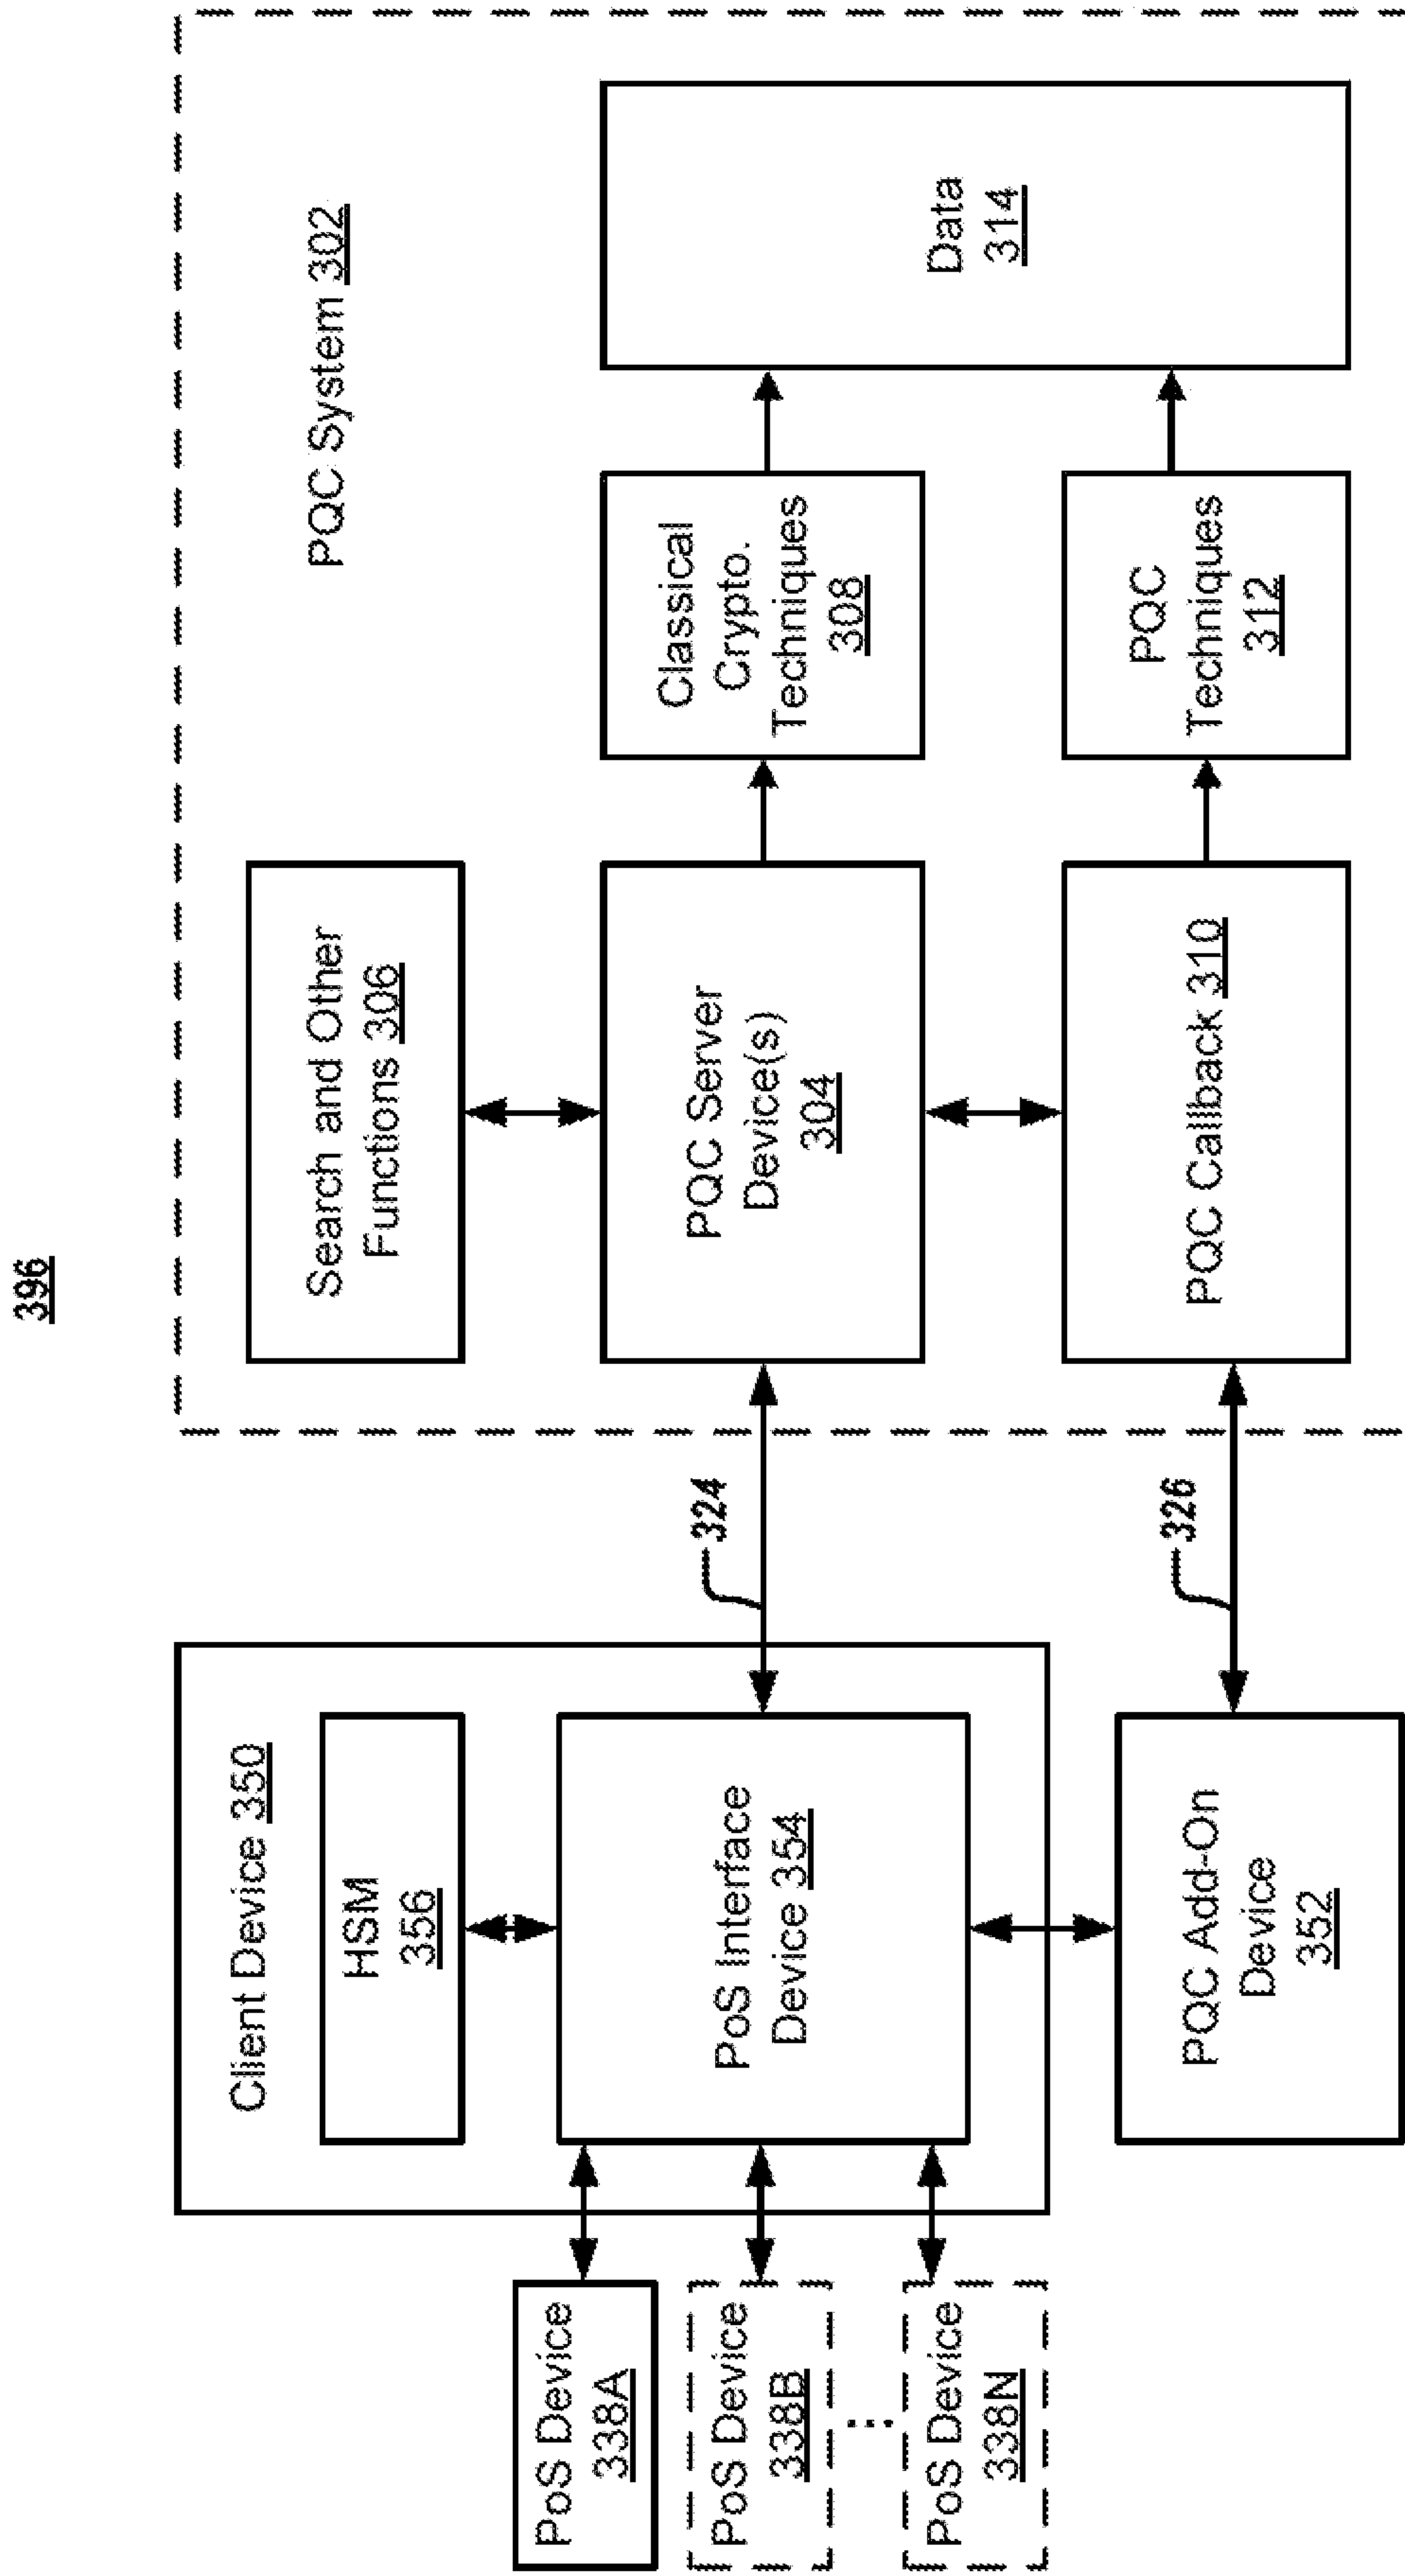 396
PoS Device
338A
PoS Device
338B
...
PoS Device
338N
Client Device 350
HSM
356
PoS Interface
Device 354
PQC Add-On
Device
352
324
326
PQC System 302
Search and Other
Functions 306
PQC Server
Device(s)
304
PQC Callback 310
Classical
Crypto.
Techniques
308
PQC
Techniques
312
Data
314